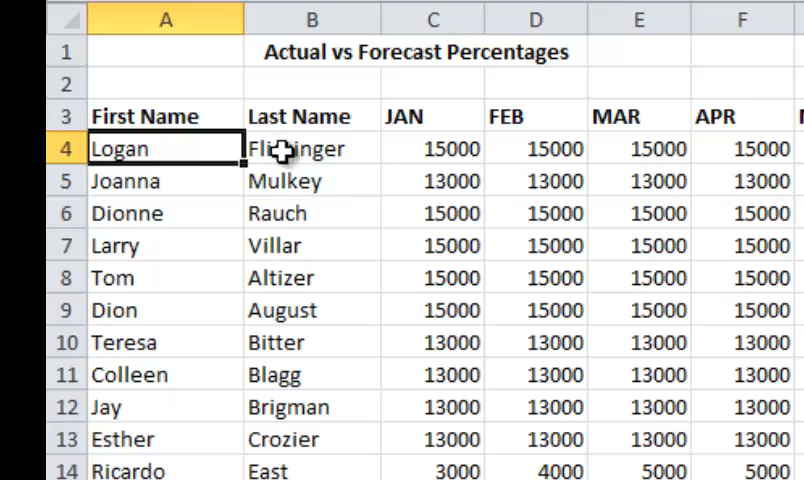 A B C D E F
1 Actual vs Forecast Percentages
2
3 First Name Last Name JAN FEB MAR APR
4 Logan 15000 15000 15000 15000
5 Joanna Mulkey 13000 13000 13000 13000
6 Dionne Rauch 15000 15000 15000 15000
7 Larry Villar 15000 15000 15000 15000
8 Tom Altizer 15000 15000 15000 15000
9 Dion August 15000 15000 15000 15000
10 Teresa Bitter 13000 13000 13000 13000
11 Colleen Blagg 13000 13000 13000 13000
12 Jay Brigman 13000 13000 13000 13000
13 Esther Crozier 13000 13000 13000 13000
14 Ricardo East 3000 4000 5000 5000